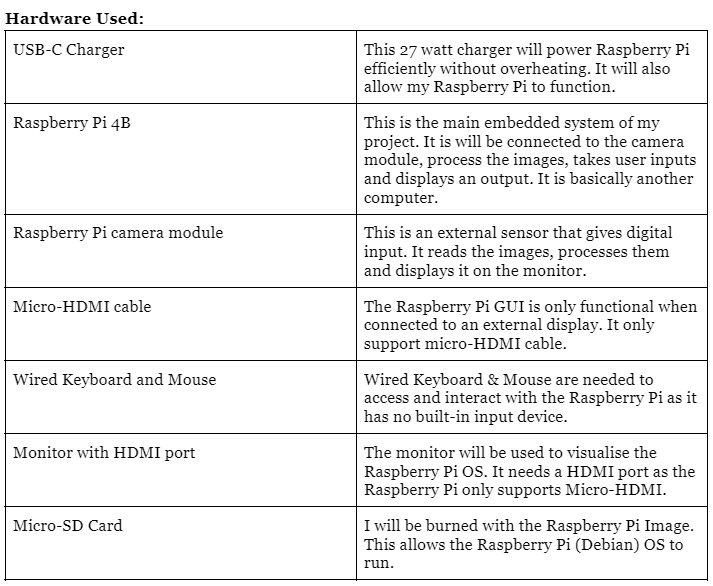 Hardware Used:
USB-C Charger
This 27 watt charger will power Raspberry Pi
efficiently without overheating. It will also
allow my Raspberry Pi to function.
Raspberry Pi 4B
This is the main embedded system of my
project. It is will be connected to the camera
module, process the images, takes user inputs
and displays an output. It is basically another
computer.
Raspberry Pi camera module
This is an external sensor that gives digital
input. It reads the images, processes them
and displays it on the monitor.
Micro-HDMI cable
The Raspberry Pi GUI is only functional when
connected to an external display. It only
support micro-HDMI cable.
Wired Keyboard and Mouse
Wired Keyboard & Mouse are needed to
access and interact with the Raspberry Pi as it
has no built-in input device.
Monitor with HDMI port
The monitor will be used to visualise the
Raspberry Pi OS. It needs a HDMI port as the
Raspberry Pi only supports Micro-HDMI.
Micro-SD Card
I will be burned with the Raspberry Pi Image.
This allows the Raspberry Pi (Debian) OS to
run.